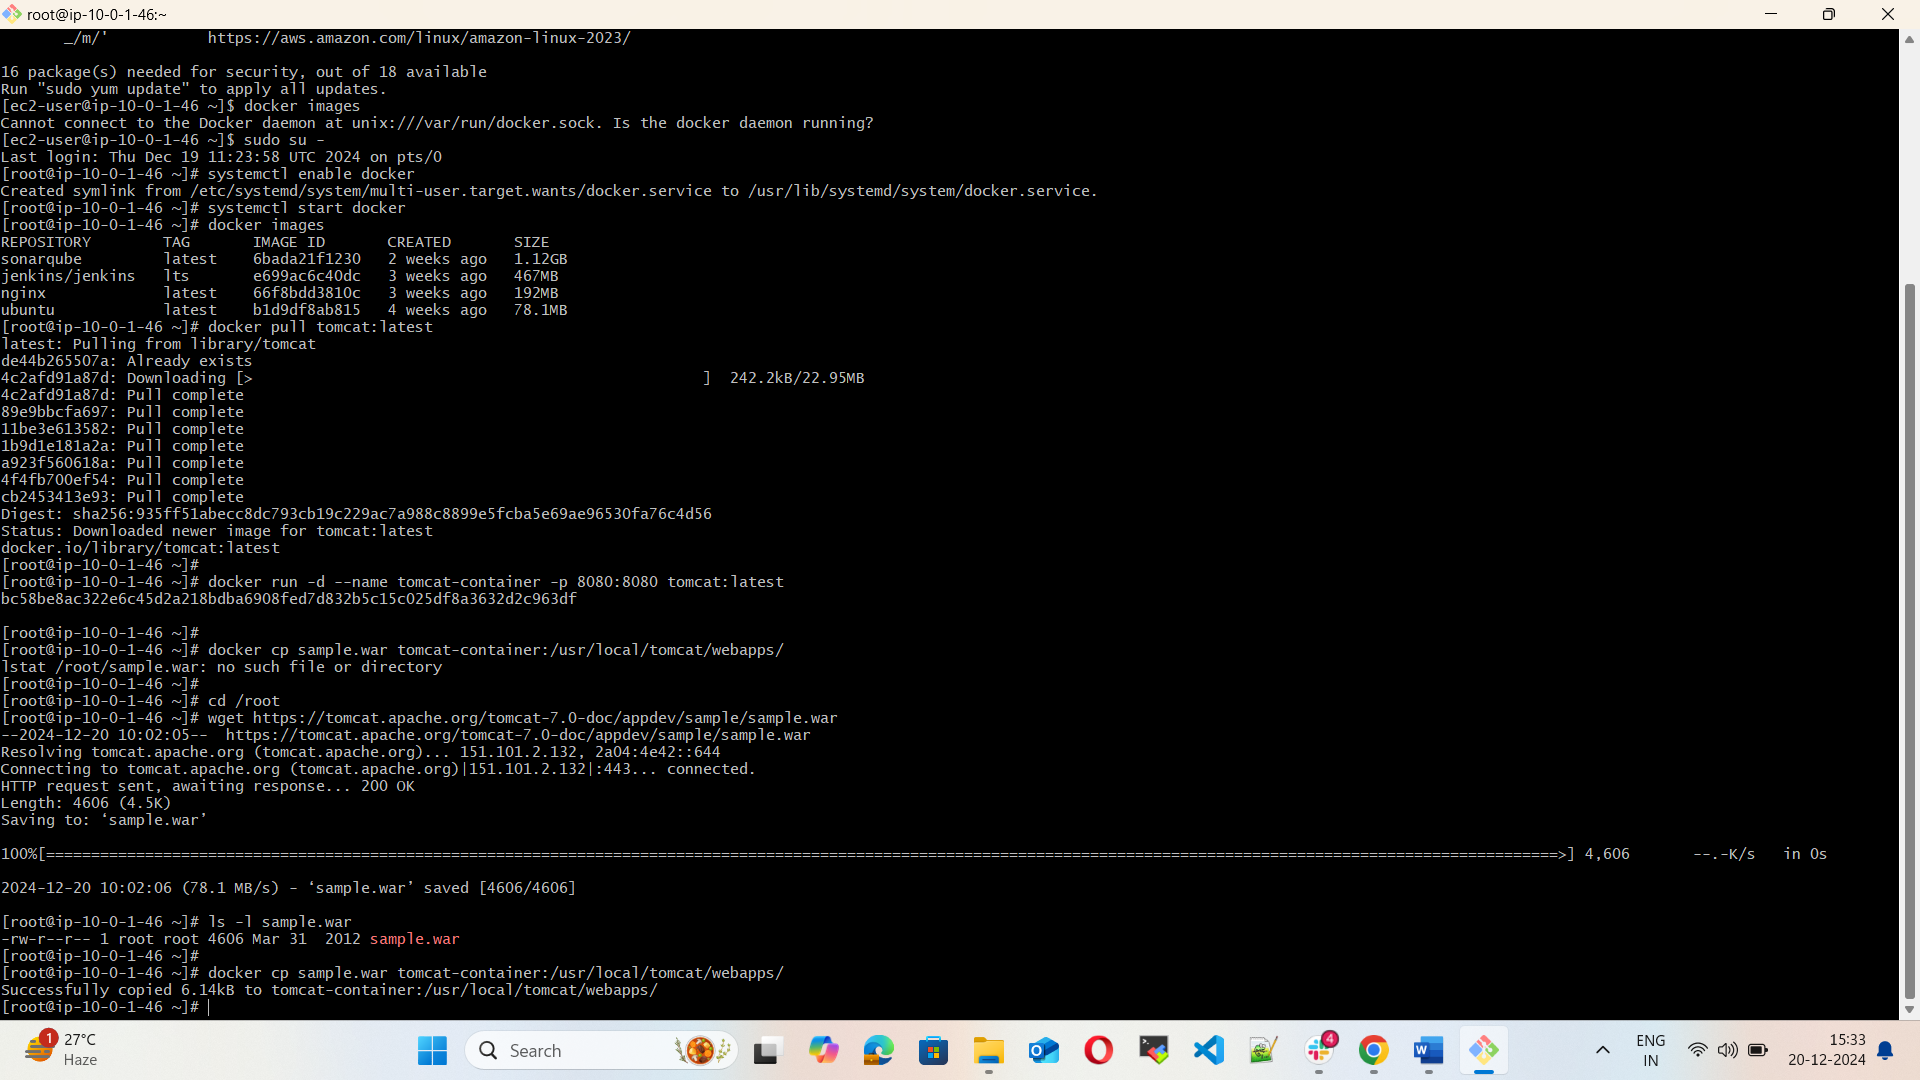 root@ip-10-0-1-46:~
_/m/'           https://aws.amazon.com/linux/amazon-linux-2023/
16 package(s) needed for security, out of 18 available
Run "sudo yum update" to apply all updates.
[ec2-user@ip-10-0-1-46 ~]$ docker images
Cannot connect to the Docker daemon at unix:///var/run/docker.sock. Is the docker daemon running?
[ec2-user@ip-10-0-1-46 ~]$ sudo su -
Last login: Thu Dec 19 11:23:58 UTC 2024 on pts/0
[root@ip-10-0-1-46 ~]# systemctl enable docker
Created symlink from /etc/systemd/system/multi-user.target.wants/docker.service to /usr/lib/systemd/system/docker.service.
[root@ip-10-0-1-46 ~]# systemctl start docker
[root@ip-10-0-1-46 ~]# docker images
REPOSITORY        TAG       IMAGE ID       CREATED       SIZE
sonarqube         latest    6bada21f1230   2 weeks ago   1.12GB
jenkins/jenkins   lts       e699ac6c40dc   3 weeks ago   467MB
nginx             latest    66f8bdd3810c   3 weeks ago   192MB
ubuntu            latest    b1d9df8ab815   4 weeks ago   78.1MB
[root@ip-10-0-1-46 ~]# docker pull tomcat:latest
latest: Pulling from library/tomcat
de44b265507a: Already exists
4c2afd91a87d: Downloading [>                                                  ]  242.2kB/22.95MB
4c2afd91a87d: Pull complete
89e9bbcfa697: Pull complete
11be3e613582: Pull complete
1b9d1e181a2a: Pull complete
a923f560618a: Pull complete
4f4fb700ef54: Pull complete
cb2453413e93: Pull complete
Digest: sha256:935ff51abecc8dc793cb19c229ac7a988c8899e5fcba5e69ae96530fa76c4d56
Status: Downloaded newer image for tomcat:latest
docker.io/library/tomcat:latest
[root@ip-10-0-1-46 ~]#
[root@ip-10-0-1-46 ~]# docker run -d --name tomcat-container -p 8080:8080 tomcat:latest
bc58be8ac322e6c45d2a218bdba6908fed7d832b5c15c025df8a3632d2c963df
[root@ip-10-0-1-46 ~]#
[root@ip-10-0-1-46 ~]# docker cp sample.war tomcat-container:/usr/local/tomcat/webapps/
lstat /root/sample.war: no such file or directory
[root@ip-10-0-1-46 ~]#
[root@ip-10-0-1-46 ~]# cd /root
[root@ip-10-0-1-46 ~]# wget https://tomcat.apache.org/tomcat-7.0-doc/appdev/sample/sample.war
--2024-12-20 10:02:05--  https://tomcat.apache.org/tomcat-7.0-doc/appdev/sample/sample.war
Resolving tomcat.apache.org (tomcat.apache.org)... 151.101.2.132, 2a04:4e42::644
Connecting to tomcat.apache.org (tomcat.apache.org)|151.101.2.132|:443... connected.
HTTP request sent, awaiting response... 200 OK
Length: 4606 (4.5K)
Saving to: ‘sample.war’
100%[=====================================>] 4,606       --.-K/s   in 0s
2024-12-20 10:02:06 (78.1 MB/s) - ‘sample.war’ saved [4606/4606]
[root@ip-10-0-1-46 ~]# ls -l sample.war
-rw-r--r-- 1 root root 4606 Mar 31  2012 sample.war
[root@ip-10-0-1-46 ~]#
[root@ip-10-0-1-46 ~]# docker cp sample.war tomcat-container:/usr/local/tomcat/webapps/
Successfully copied 6.14kB to tomcat-container:/usr/local/tomcat/webapps/
[root@ip-10-0-1-46 ~]#
1
27°C
Haze
Search
4
ENG
IN
15:33
20-12-2024